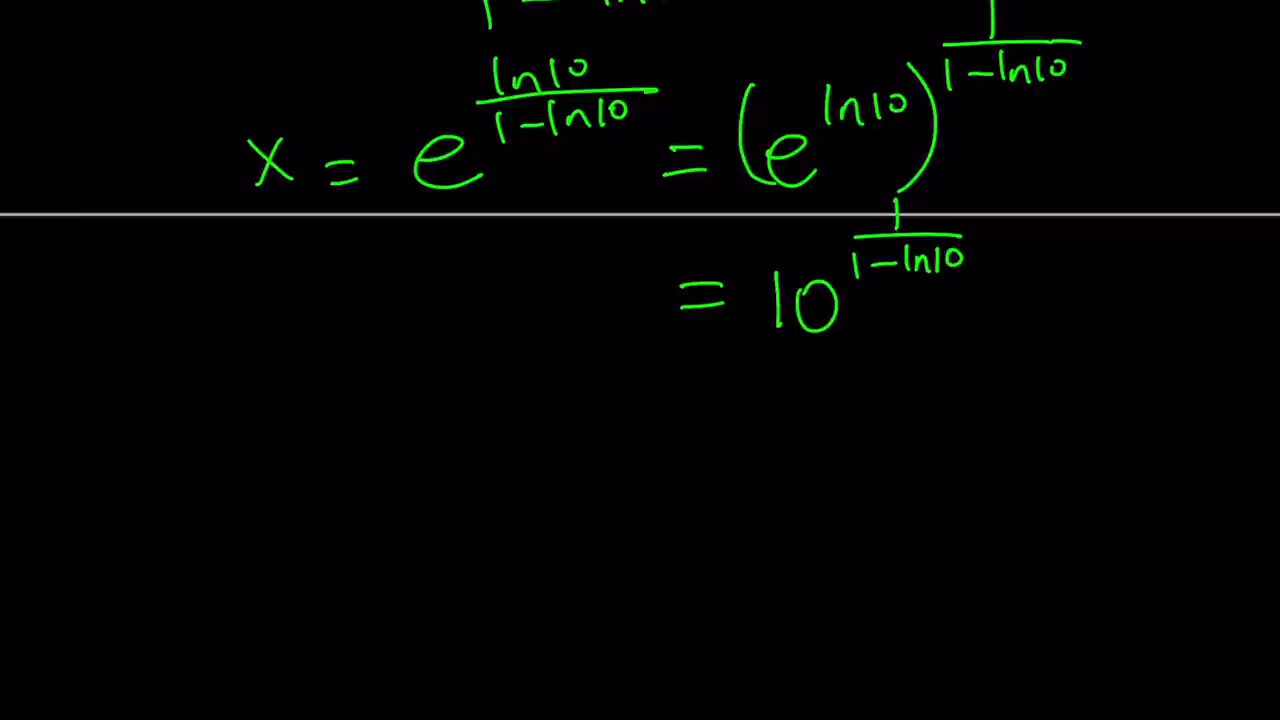 x = e^(ln10/(1-ln10)) = (e^(ln10))^(1/(1-ln10))
= 10^(1/(1-ln10))